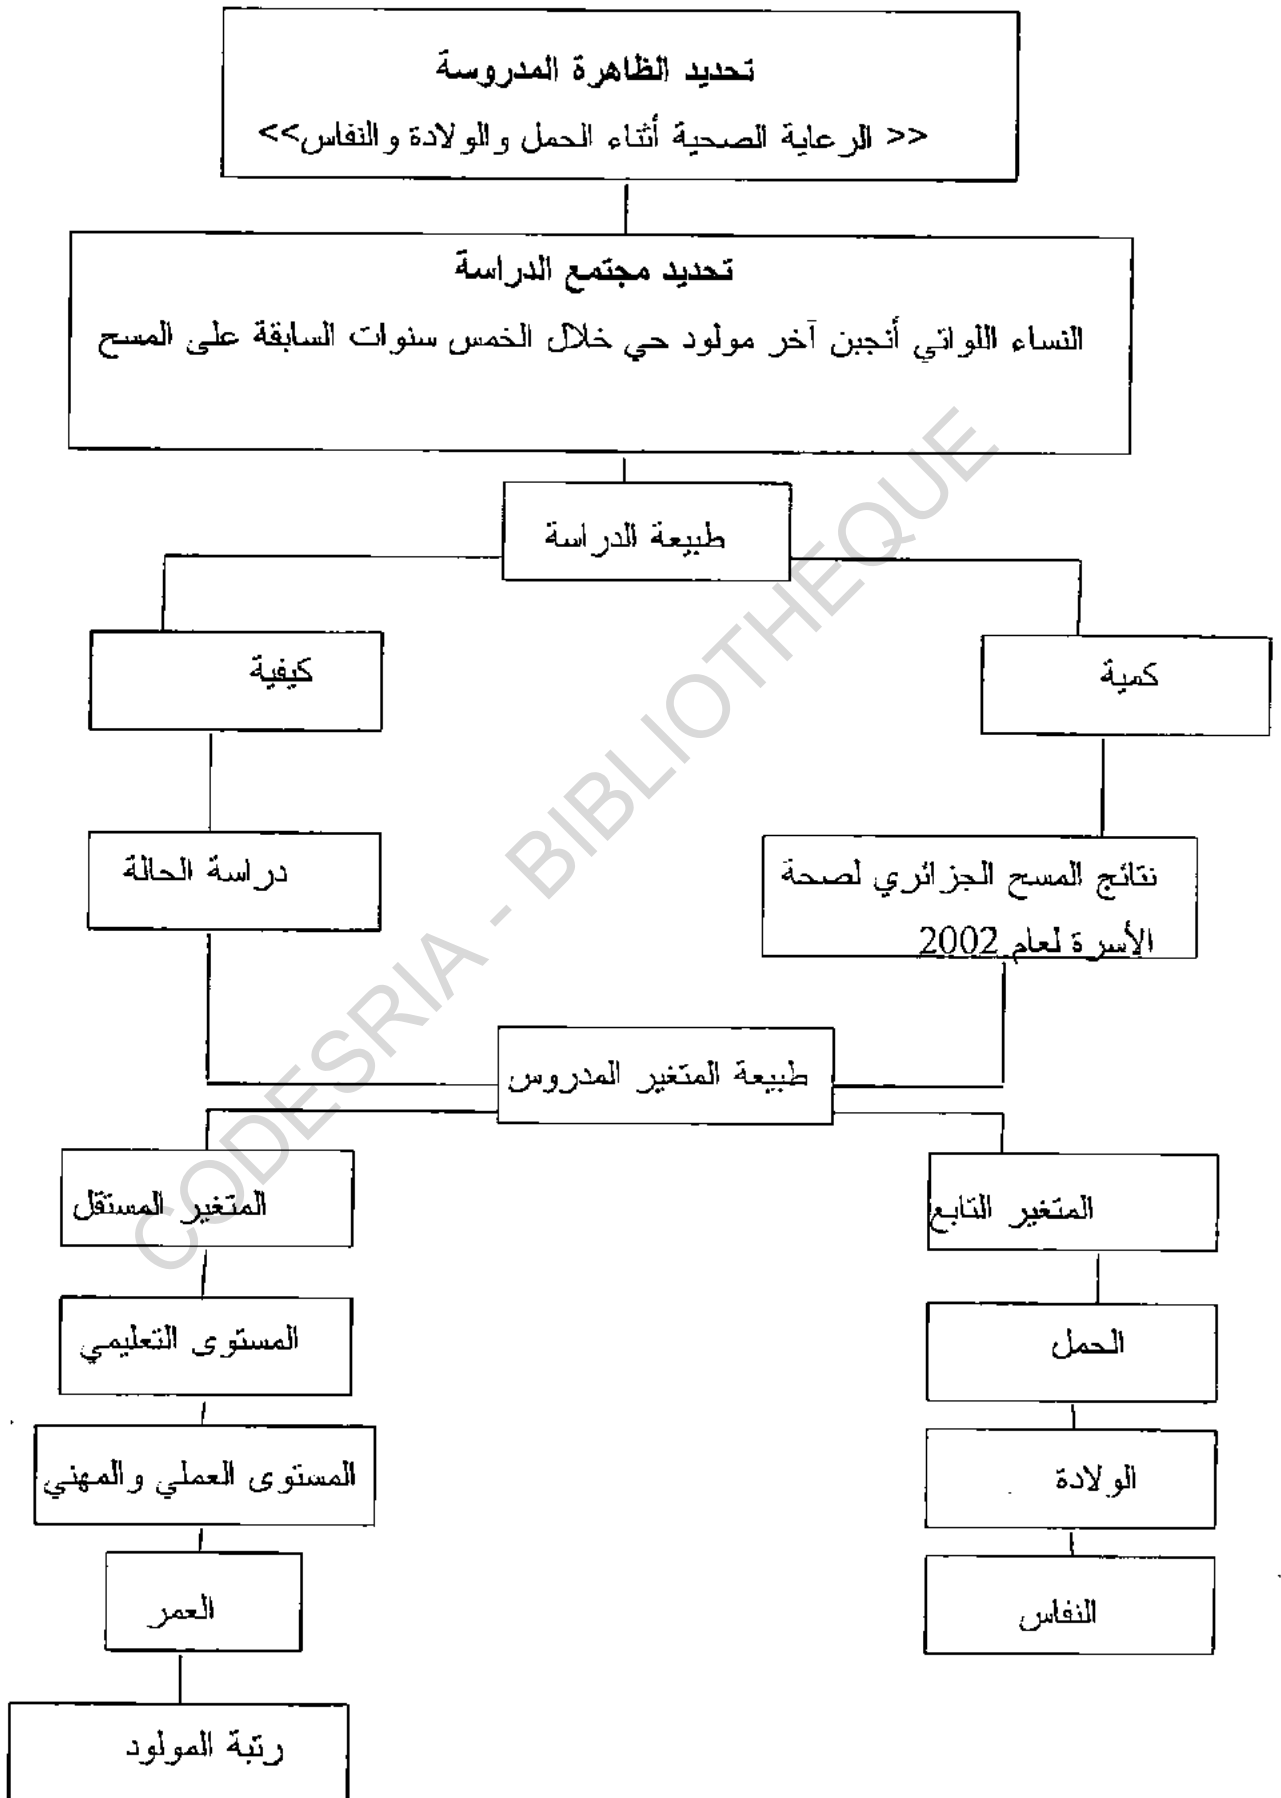 تحديد الظاهرة المدروسة
<< الرعاية الصحية أثناء الحمل والولادة والنفاس>>
تحديد مجتمع الدراسة
النساء اللواتي أنجبن آخر مولود حي خلال الخمس سنوات السابقة على المسح
طبيعة الدراسة
كمية
كيفية
نتائج المسح الجزائري لصحة
الأسرة لعام 2002
دراسة الحالة
طبيعة المتغير المدروس
المتغير التابع
المتغير المستقل
الحمل
المستوى التعليمي
الولادة
المستوى العملي والمهني
النفاس
العمر
رتبة المولود
CODESRIA - BIBLIOTHEQUE